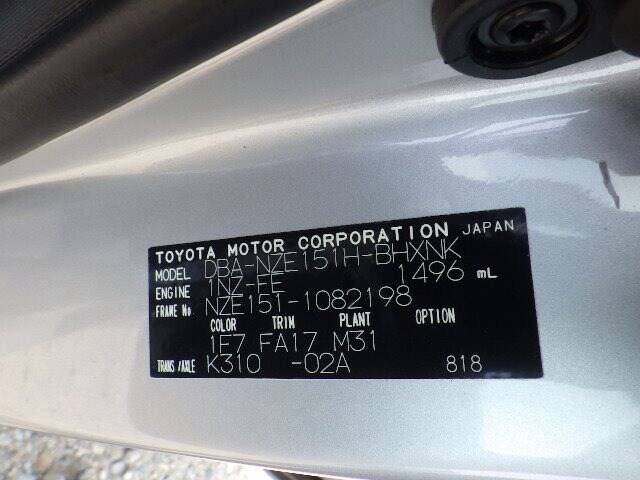 TOYOTA MOTOR CORPORATION JAPAN
MODEL DBA-NZE151H-BHXNK
ENGINE 1NZ-FE 1496 mL
FRAME No NZE151-1082198
COLOR TRIM PLANT OPTION
1F7 FA17 M31
TRANS/AXLE K310 -02A 818